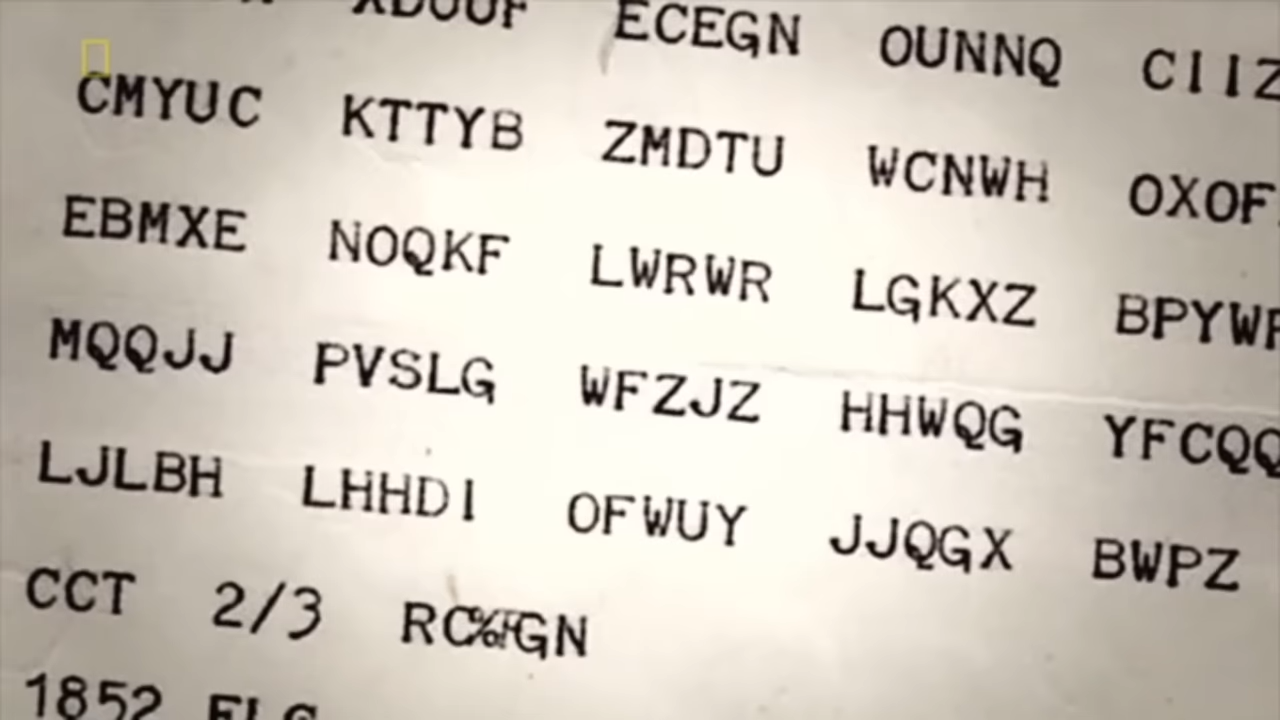 ECEGN OUNNQ
CMYUC KTTYB ZMDTU WCNWH
EBMXE NOQKF LWRWR LGKXZ
MQQJJ PVSLG WFZJZ HHWQG
LJLBH LHHDI OFWUY JJQGX BWPZ
CCT 2/3
1852